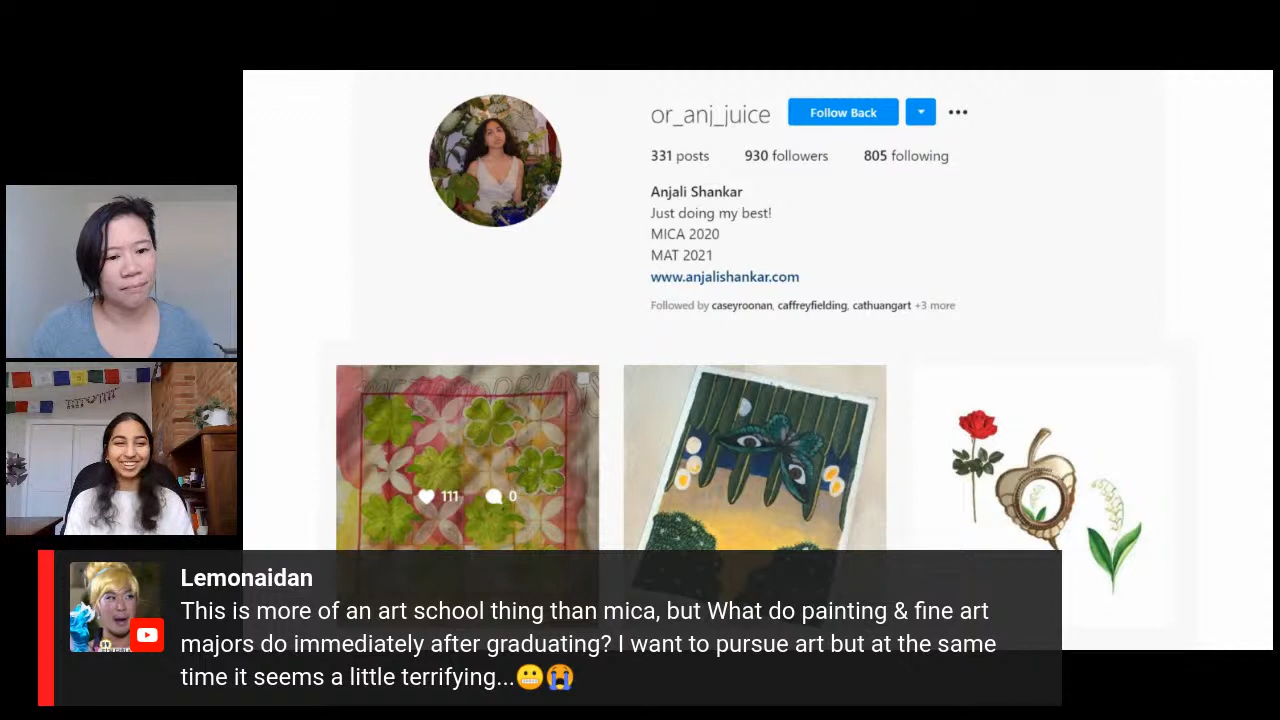 or_anj_juice
Follow Back
331 posts 930 followers 805 following
Anjali Shankar
Just doing my best!
MICA 2020
MAT 2021
www.anjalishankar.com
Followed by caseyroonan, caffreyfielding, cathuangart +3 more
111 0
Lemonaidan
This is more of an art school thing than mica, but What do painting & fine art
majors do immediately after graduating? I want to pursue art but at the same
time it seems a little terrifying...😬😭